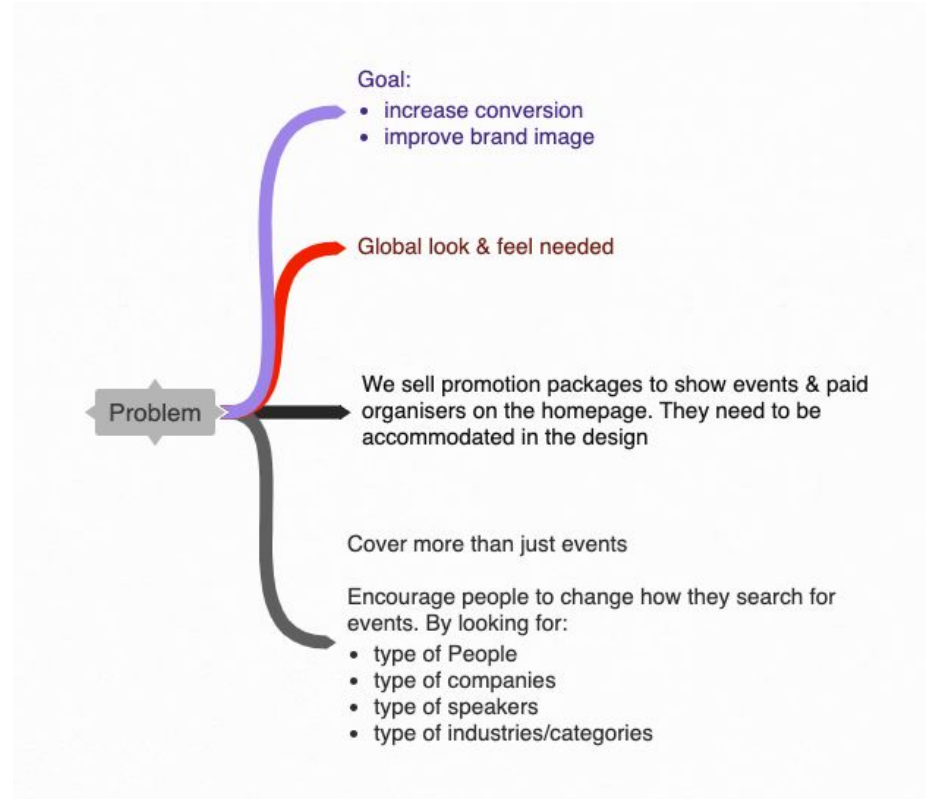 Goal:
• increase conversion
• improve brand image
Global look & feel needed
Problem
We sell promotion packages to show events & paid
organisers on the homepage. They need to be
accommodated in the design
Cover more than just events
Encourage people to change how they search for
events. By looking for:
• type of People
• type of companies
• type of speakers
• type of industries/categories